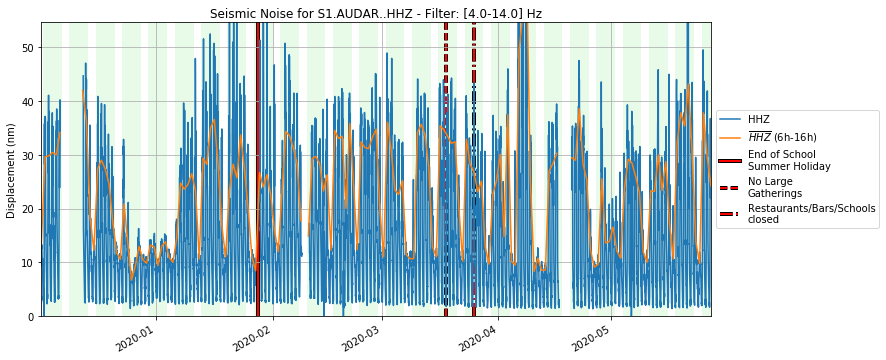 Seismic Noise for S1.AUDAR..HHZ - Filter: [4.0-14.0] Hz
Displacement (nm)
50
40
30
20
10
0
2020-01
2020-02
2020-03
2020-04
2020-05
HHZ
HHZ (6h-16h)
End of School
Summer Holiday
No Large
Gatherings
Restaurants/Bars/Schools
closed